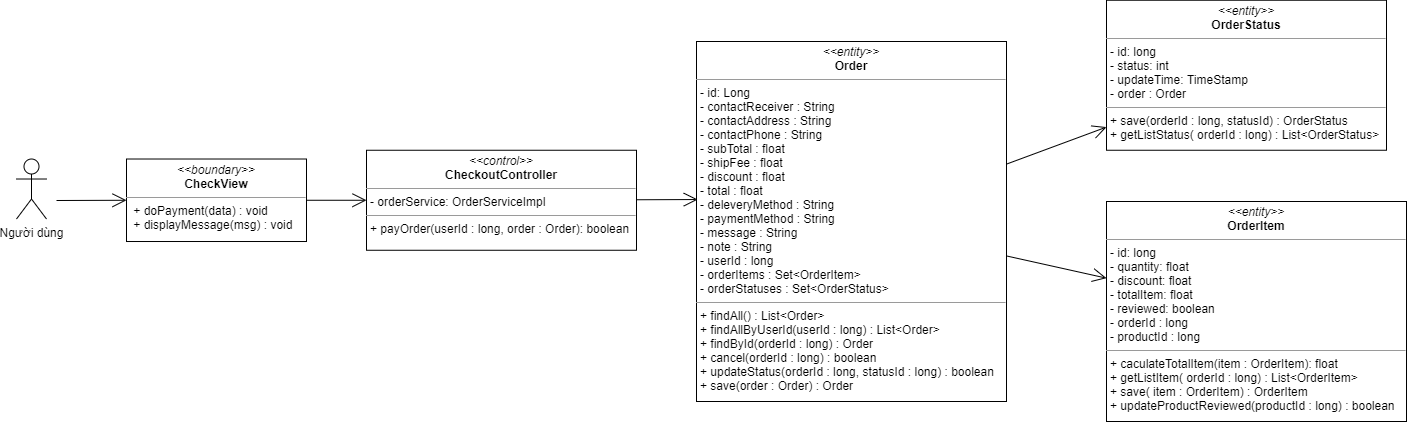 Người dùng
<<boundary>>
CheckView
+ doPayment(data) : void
+ displayMessage(msg) : void
<<control>>
CheckoutController
- orderService: OrderServiceImpl
+ payOrder(userId : long, order : Order): boolean
<<entity>>
Order
- id: Long
- contactReceiver : String
- contactAddress : String
- contactPhone : String
- subTotal : float
- shipFee : float
- discount : float
- total : float
- deleveryMethod : String
- paymentMethod : String
- message : String
- note : String
- userId : long
- orderItems : Set<OrderItem>
- orderStatuses : Set<OrderStatus>
+ findAll() : List<Order>
+ findAllByUserId(userId : long) : List<Order>
+ findById(orderId : long) : Order
+ cancel(orderId : long) : boolean
+ updateStatus(orderId : long, statusId : long) : boolean
+ save(order : Order) : Order
<<entity>>
OrderStatus
- id: long
- status: int
- updateTime: TimeStamp
- order : Order
+ save(orderId : long, statusId) : OrderStatus
+ getListStatus( orderId : long) : List<OrderStatus>
<<entity>>
OrderItem
- id: long
- quantity: float
- discount: float
- totalItem: float
- reviewed: boolean
- orderId : long
- productId : long
+ caculateTotalItem(item : OrderItem): float
+ getListItem( orderId : long) : List<OrderItem>
+ save( item : OrderItem) : OrderItem
+ updateProductReviewed(productId : long) : boolean